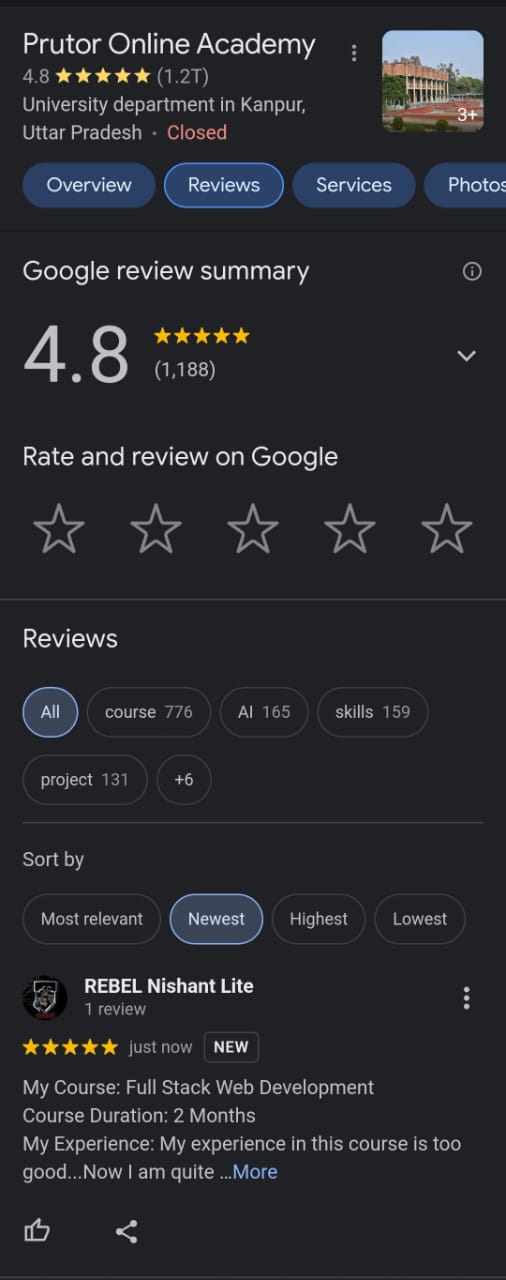 Prutor Online Academy
4.8 ★★★★★ (1.2T)
University department in Kanpur,
Uttar Pradesh · Closed
3+
Overview
Reviews
Services
Photos
Google review summary
4.8
(1,188)
Rate and review on Google
Reviews
All
course 776
AI 165
skills 159
project 131
+6
Sort by
Most relevant
Newest
Highest
Lowest
REBEL Nishant Lite
1 review
★★★★★ just now NEW
My Course: Full Stack Web Development
Course Duration: 2 Months
My Experience: My experience in this course is too
good...Now I am quite ...More